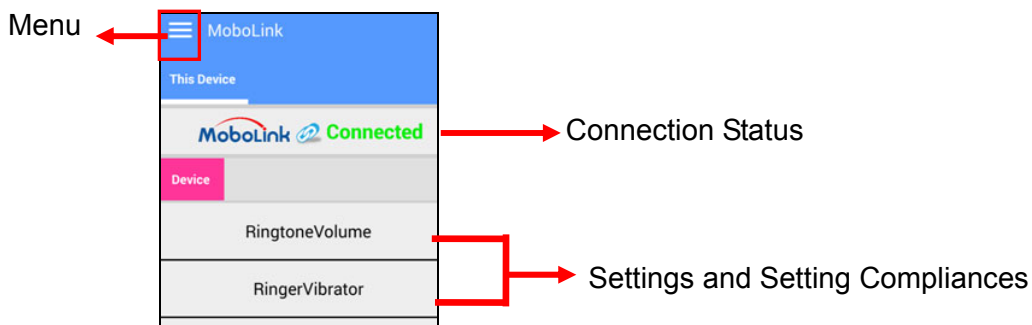 Menu
MoboLink
This Device
MoboLink Connected
Connection Status
Device
RingtoneVolume
RingerVibrator
Settings and Setting Compliances